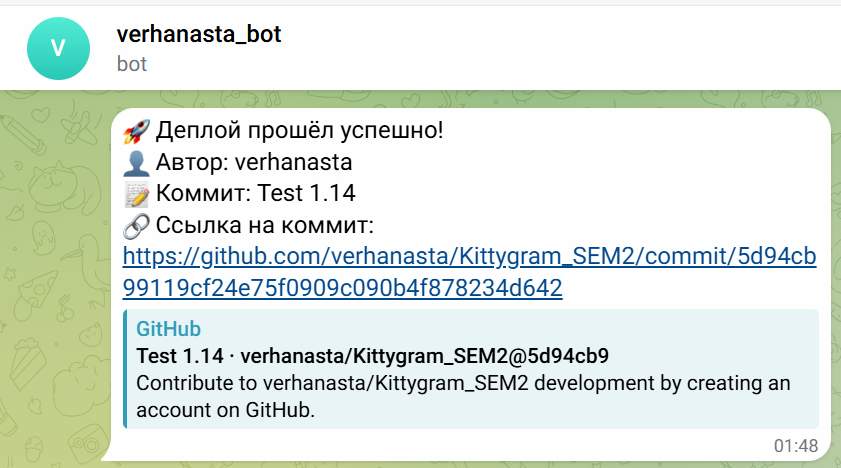 V
verhanasta_bot
bot
🚀 Деплой прошёл успешно!
👤 Автор: verhanasta
📝 Коммит: Test 1.14
🔗 Ссылка на коммит:
https://github.com/verhanasta/Kittygram_SEM2/commit/5d94cb
99119cf24e75f0909c090b4f878234d642
GitHub
Test 1.14 · verhanasta/Kittygram_SEM2@5d94cb9
Contribute to verhanasta/Kittygram_SEM2 development by creating an
account on GitHub.
01:48